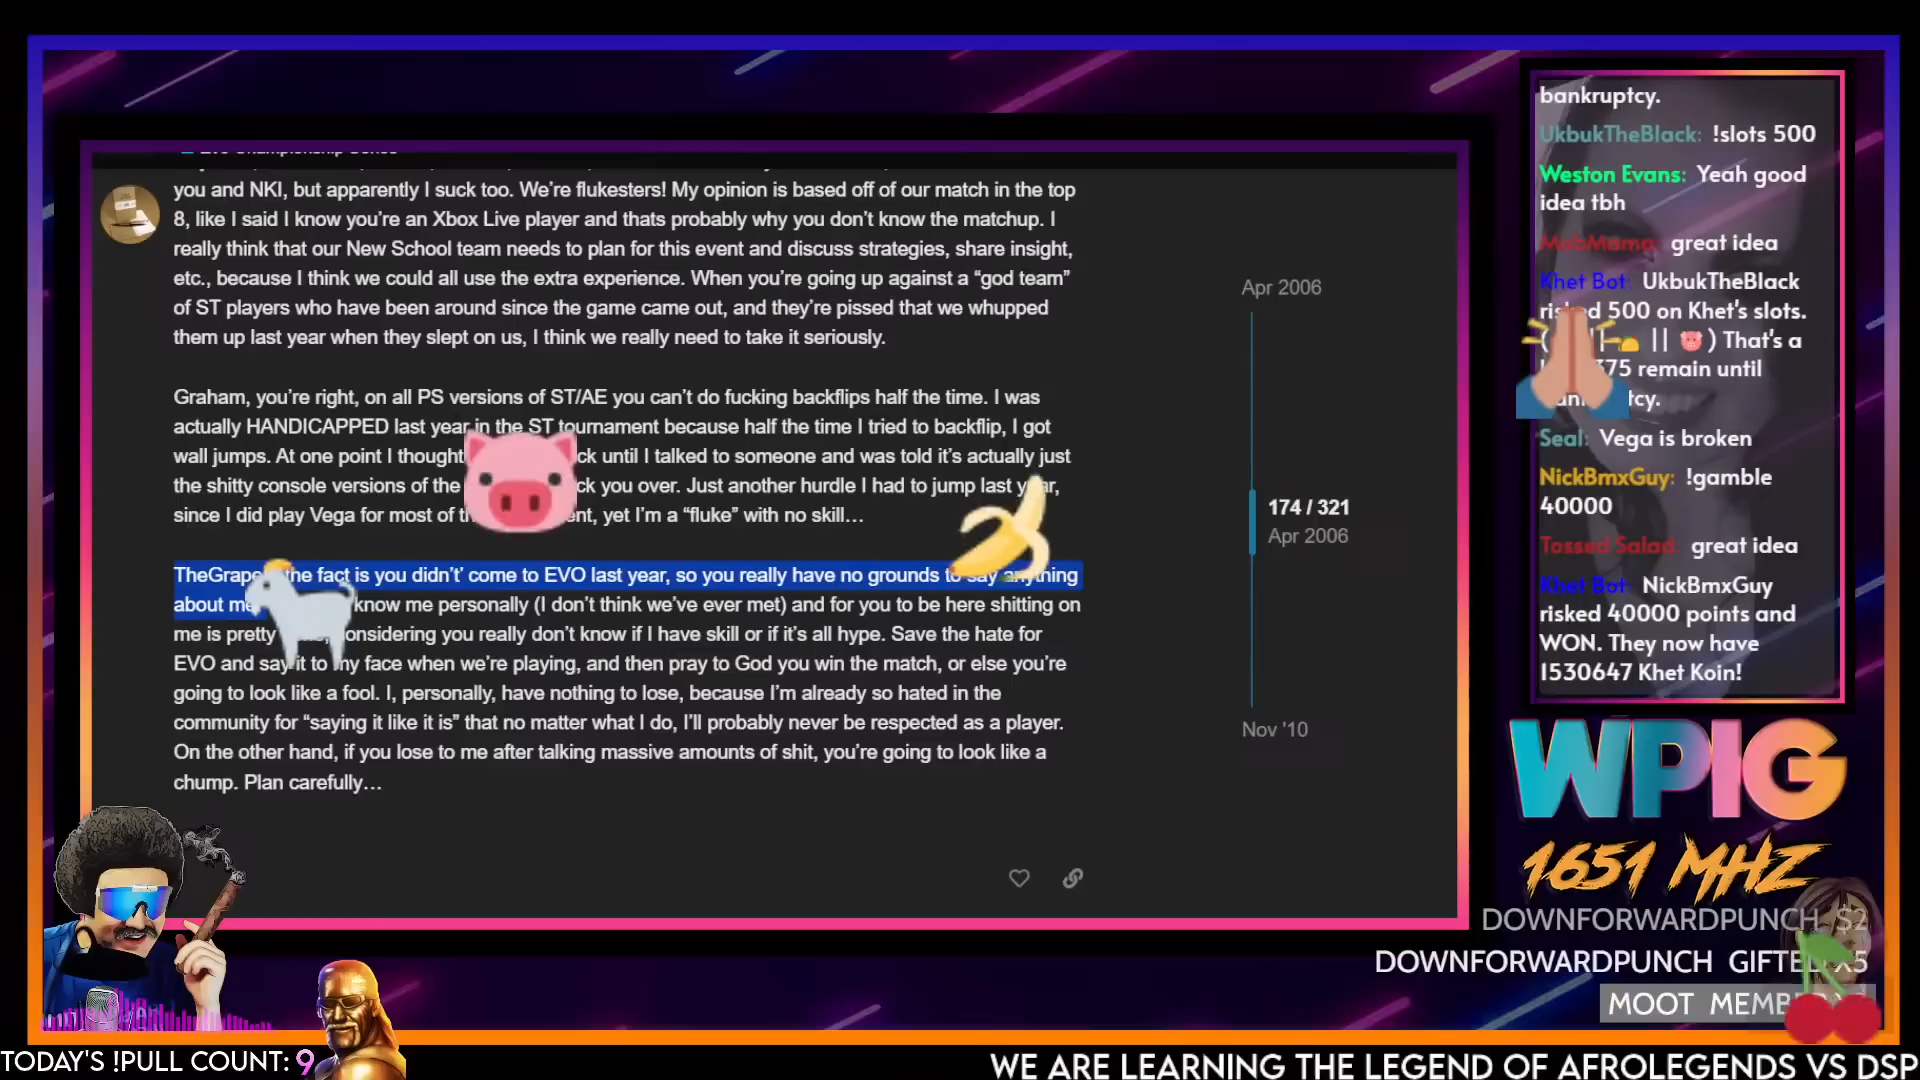 you and NKI, but apparently I suck too. We're flukesters! My opinion is based off of our match in the top
8, like I said I know you're an Xbox Live player and thats probably why you don't know the matchup. I
really think that our New School team needs to plan for this event and discuss strategies, share insight,
etc., because I think we could all use the extra experience. When you're going up against a “god team”
of ST players who have been around since the game came out, and they're pissed that we whupped
them up last year when they slept on us, I think we really need to take it seriously.
Graham, you're right, on all PS versions of ST/AE you can't do fucking backflips half the time. I was
actually HANDICAPPED last year in the ST tournament because half the time I tried to backflip, I got
wall jumps. At one point I thought ck until I talked to someone and was told it's actually just
the shitty console versions of the ck you over. Just another hurdle I had to jump last year,
since I did play Vega for most of ent, yet I'm a “fluke” with no skill…
TheGrape the fact is you didn't' come to EVO last year, so you really have no grounds to say anything
about me know me personally (I don't think we've ever met) and for you to be here shitting on
me is pretty considering you really don't know if I have skill or if it's all hype. Save the hate for
EVO and say it to my face when we're playing, and then pray to God you win the match, or else you're
going to look like a fool. I, personally, have nothing to lose, because I'm already so hated in the
community for “saying it like it is” that no matter what I do, I'll probably never be respected as a player.
On the other hand, if you lose to me after talking massive amounts of shit, you're going to look like a
chump. Plan carefully…
Apr 2006
174 / 321
Apr 2006
Nov '10
bankruptcy.
UkbukTheBlack: !slots 500
Weston Evans: Yeah good
idea tbh
MobMama: great idea
Khet Bot: UkbukTheBlack
risked 500 on Khet's slots.
( || ) That's a
375 remain until
Seal: Vega is broken
NickBmxGuy: !gamble
40000
Tossed Salad: great idea
Khet Bot: NickBmxGuy
risked 40000 points and
WON. They now have
1530647 Khet Koin!
WPIG
1651 MHZ
DOWNFORWARDPUNCH $2
DOWNFORWARDPUNCH GIFTED X5
MOOT MEMBER
TODAY'S !PULL COUNT: 9
WE ARE LEARNING THE LEGEND OF AFROLEGENDS VS DSP